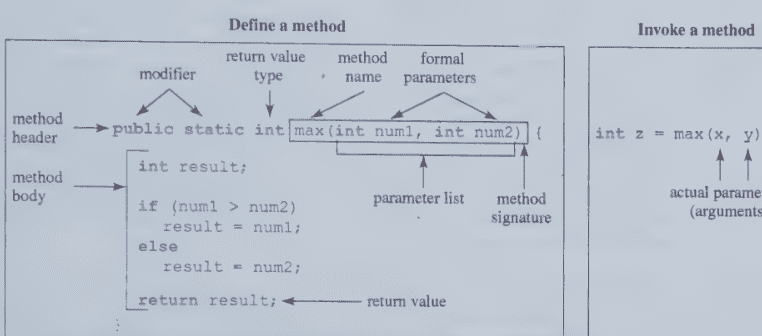 Define a method
Invoke a method
return value
type
method
name
formal
parameters
modifier
method
header
public static int max(int num1, int num2) {
method
body
int result;
parameter list
method
signature
if (num1 > num2)
result = num1;
else
result = num2;
return result;
return value
int z = max(x, y)
actual
(arguments